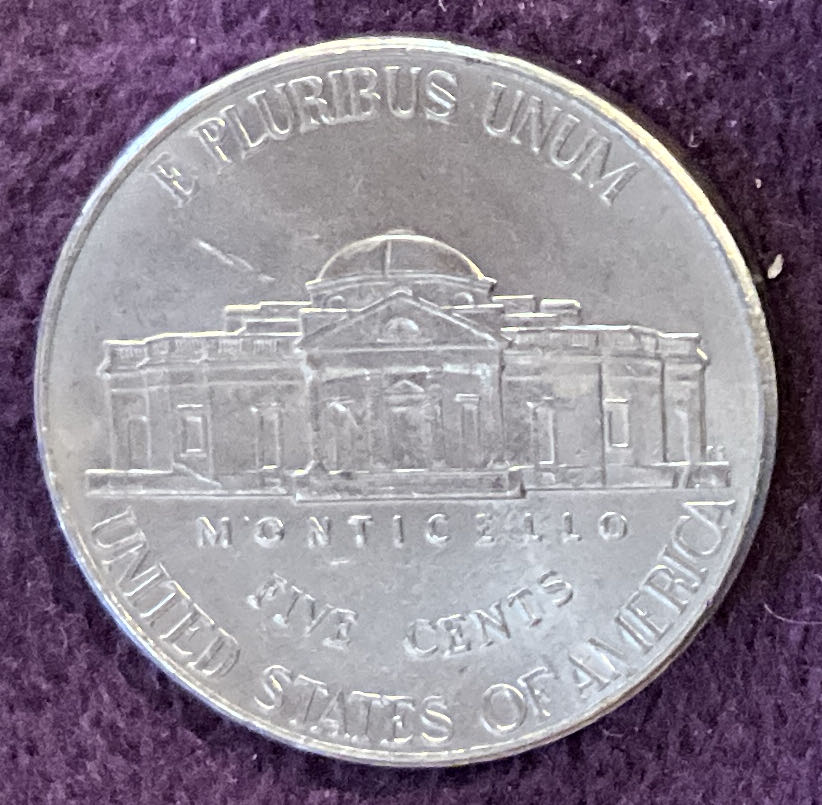 E PLURIBUS UNUM
MONTICELLO
FIVE CENTS
UNITED STATES OF AMERICA